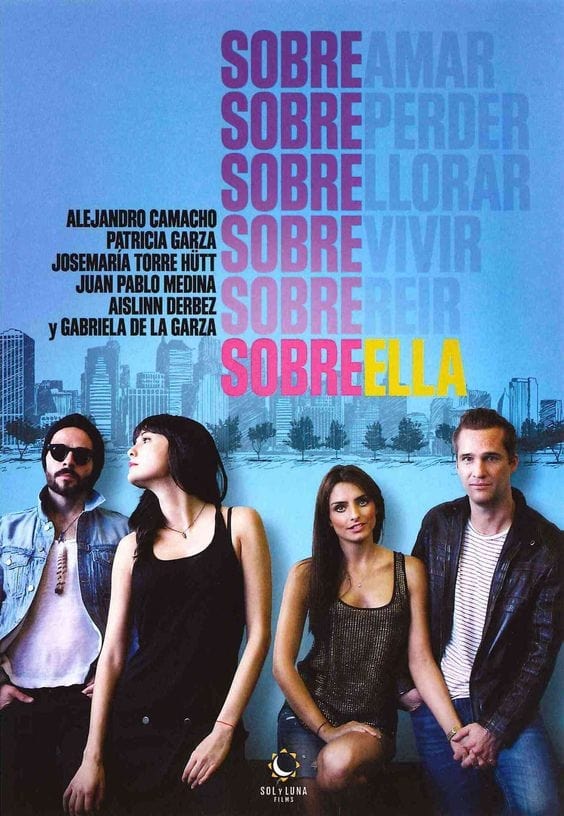 SOBREAMAR
SOBREPERDER
SOBRELLORAR
SOBREVIVIR
SOBREREIR
SOBREELLA
ALEJANDRO CAMACHO
PATRICIA GARZA
JOSEMARÍA TORRE HÜTT
JUAN PABLO MEDINA
AISLINN DERBEZ
y GABRIELA DE LA GARZA
SOL Y LUNA
FILMS